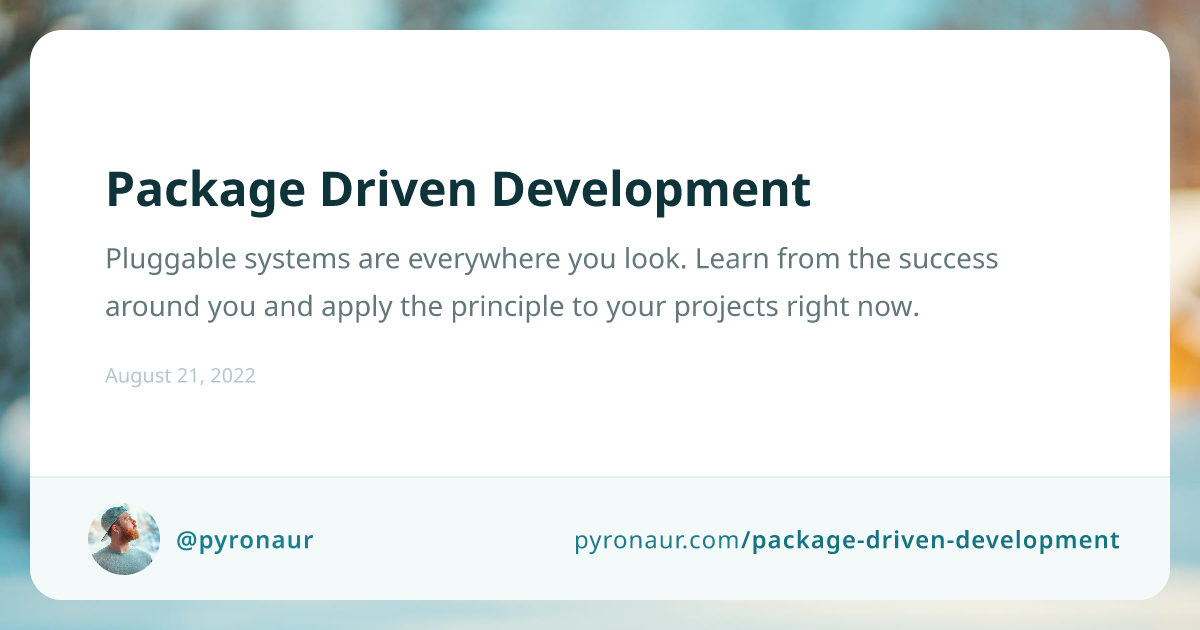 Package Driven Development
Pluggable systems are everywhere you look. Learn from the success
around you and apply the principle to your projects right now.
August 21, 2022
@pyronaur
pyronaur.com/package-driven-development